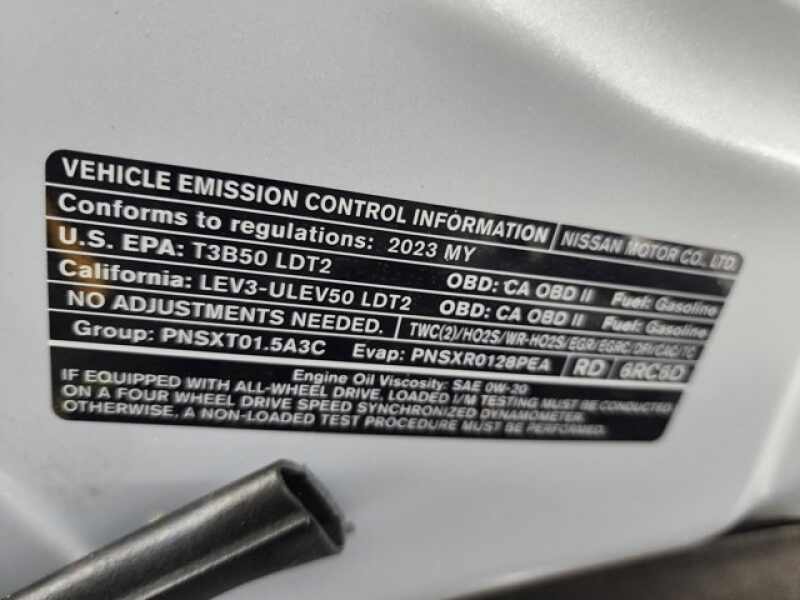 VEHICLE EMISSION CONTROL INFORMATION NISSAN MOTOR CO., LTD.
Conforms to regulations: 2023 MY
U.S. EPA: T3B50 LDT2 OBD: CA OBD II Fuel: Gasoline
California: LEV3-ULEV50 LDT2 OBD: CA OBD II Fuel: Gasoline
NO ADJUSTMENTS NEEDED. TWC(2)/HO2S/WR-HO2S/EGR/EGRC/DFI/CAC/TC
Group: PNSXT01.5A3C Evap: PNSXR0128PEA RD 6RC6D
Engine Oil Viscosity: SAE 0W-20
IF EQUIPPED WITH ALL-WHEEL DRIVE, LOADED I/M TESTING MUST BE CONDUCTED
ON A FOUR WHEEL DRIVE SPEED SYNCHRONIZED DYNAMOMETER.
OTHERWISE, A NON-LOADED TEST PROCEDURE MUST BE PERFORMED.